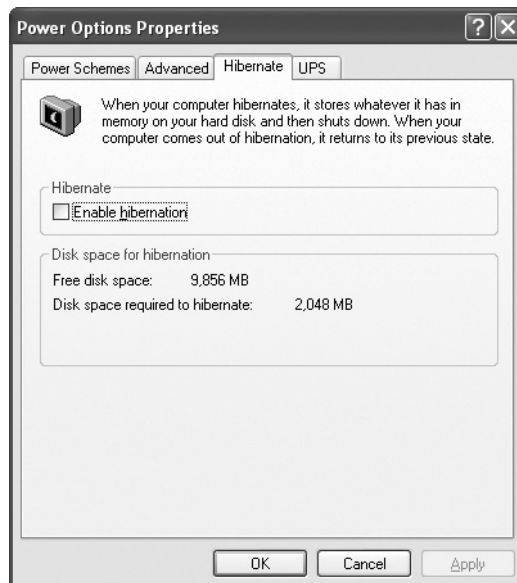 Power Options Properties
Power Schemes Advanced Hibernate UPS
When your computer hibernates, it stores whatever it has in
memory on your hard disk and then shuts down. When your
computer comes out of hibernation, it returns to its previous state.
Hibernate
Enable hibernation
Disk space for hibernation
Free disk space: 9,856 MB
Disk space required to hibernate: 2,048 MB
OK Cancel Apply